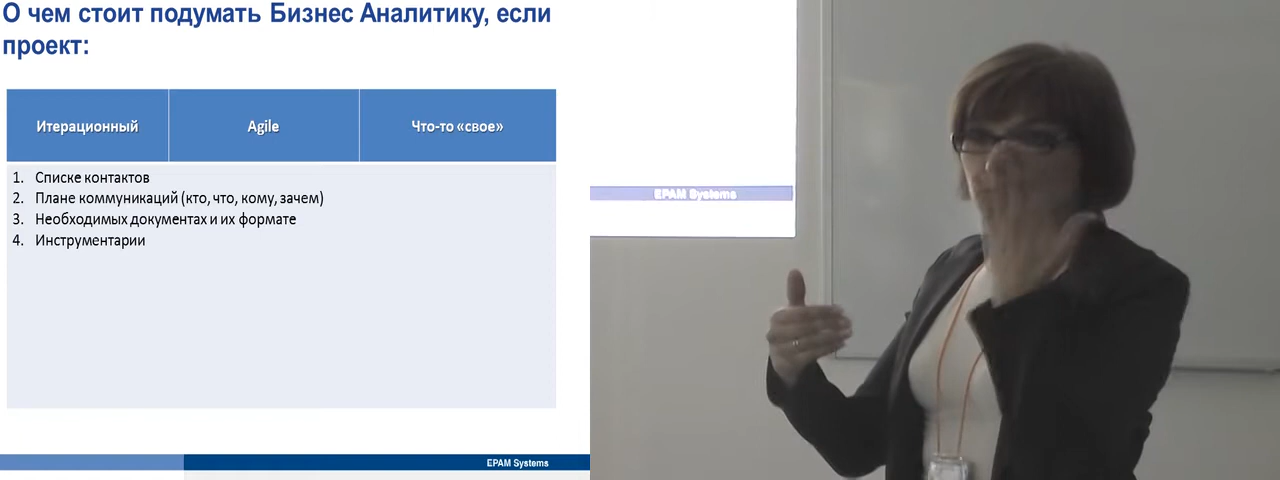 О чем стоит подумать Бизнес Аналитику, если
проект:
Итерационный
Agile
Что-то «свое»
1. Списке контактов
2. Плане коммуникаций (кто, что, кому, зачем)
3. Необходимых документах и их формате
4. Инструментарии
EPAM Systems
EPAM Systems